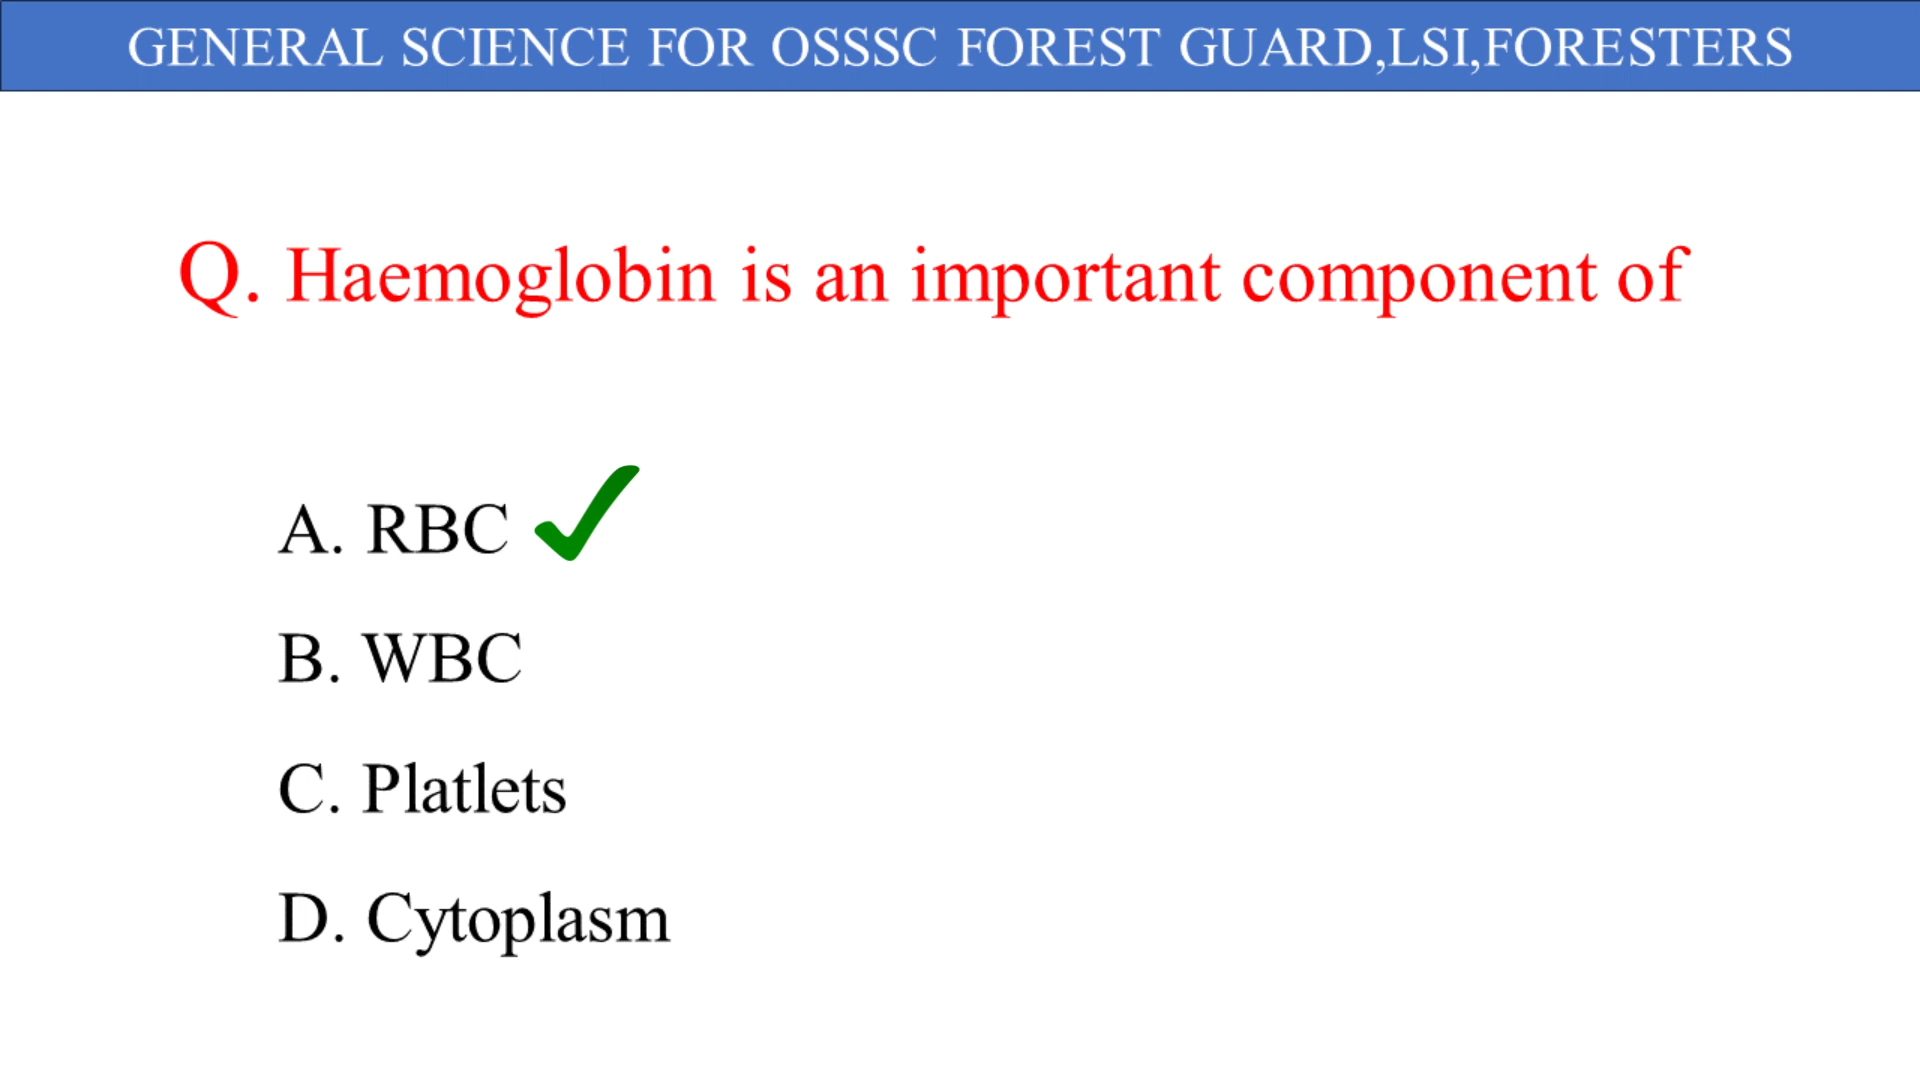 GENERAL SCIENCE FOR OSSSC FOREST GUARD,LSI,FORESTERS
Q. Haemoglobin is an important component of
A. RBC
B. WBC
C. Platlets
D. Cytoplasm